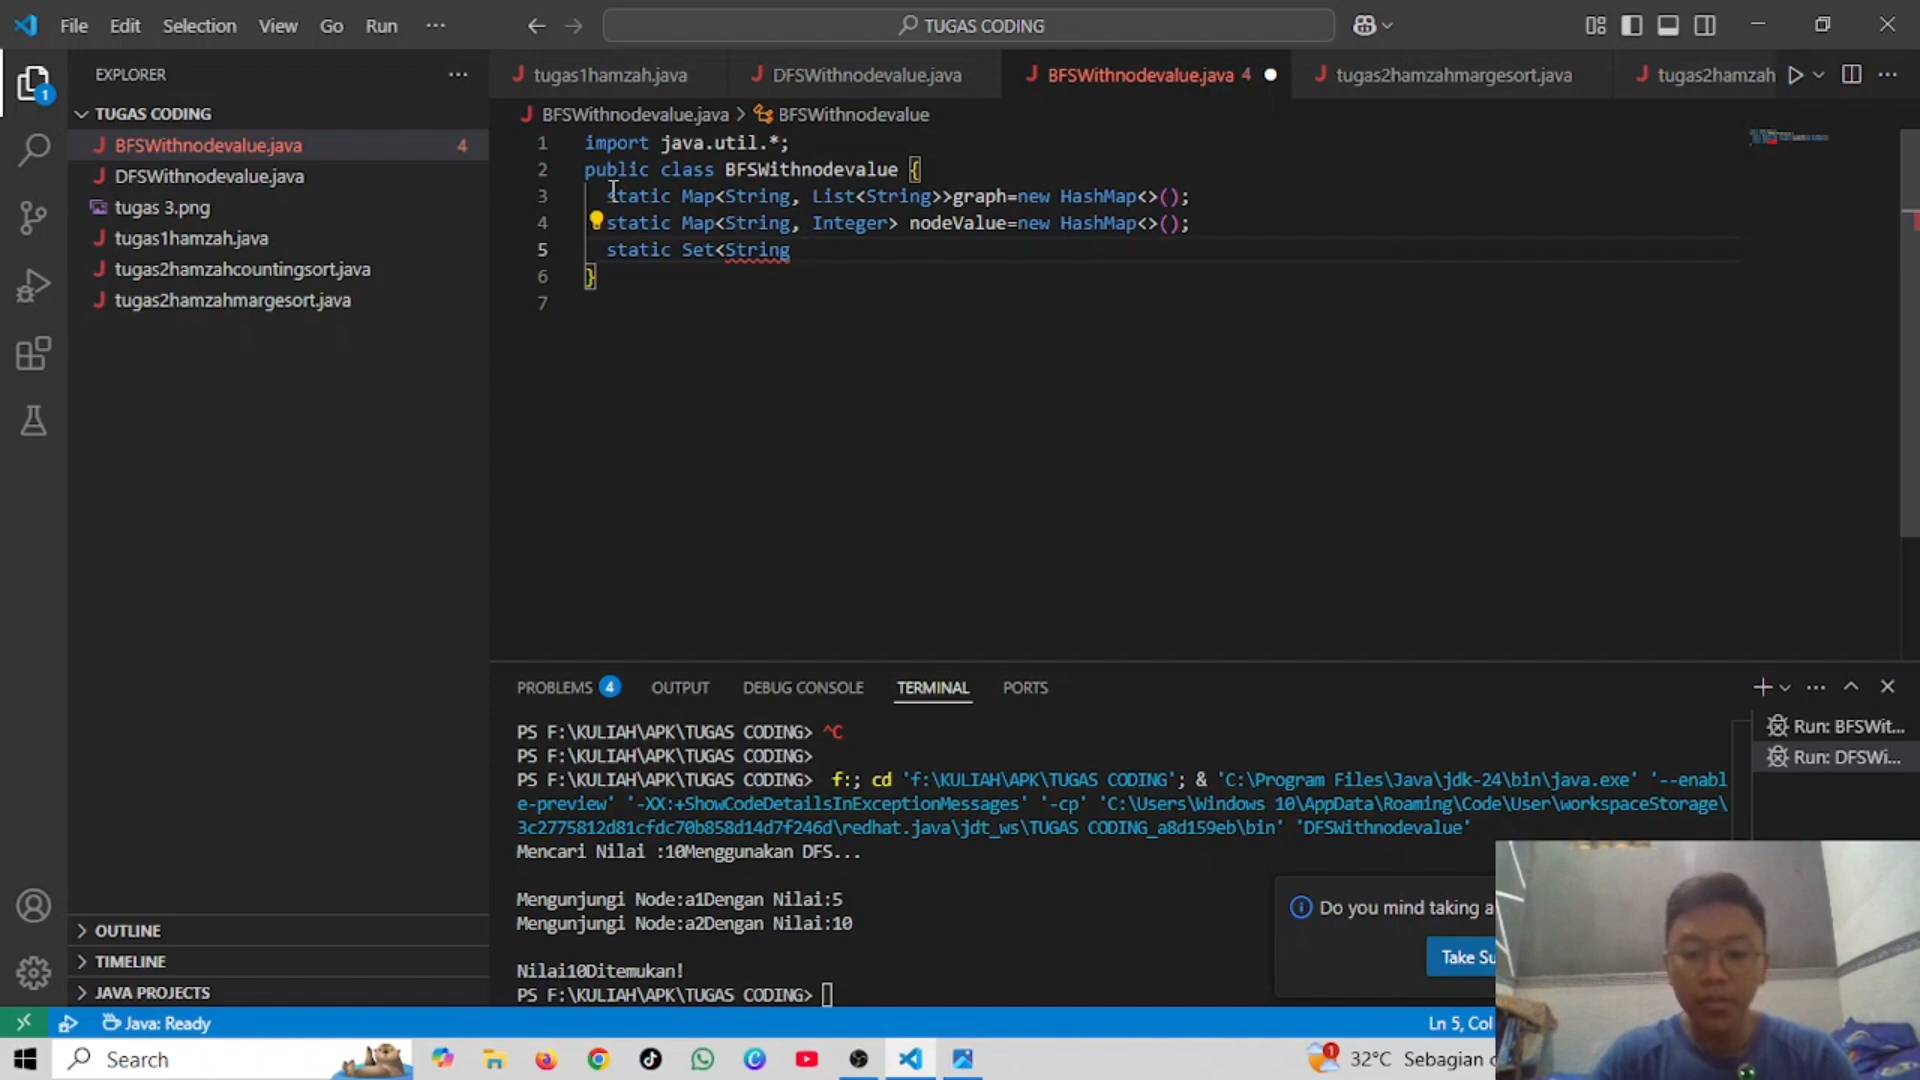 File Edit Selection View Go Run ...
TUGAS CODING
EXPLORER
TUGAS CODING
BFSWithnodevalue.java 4
DFSWithnodevalue.java
tugas 3.png
tugas1hamzah.java
tugas2hamzahcountingsort.java
tugas2hamzahmargesort.java
OUTLINE
TIMELINE
JAVA PROJECTS
1
tugas1hamzah.java
DFSWithnodevalue.java
BFSWithnodevalue.java 4
tugas2hamzahmargesort.java
tugas2hamzah
BFSWithnodevalue.java > BFSWithnodevalue
1 import java.util.*;
2 public class BFSWithnodevalue {
3 static Map<String, List<String>>graph=new HashMap<>();
4 static Map<String, Integer> nodeValue=new HashMap<>();
5 static Set<String
6 }
7
PROBLEMS 4 OUTPUT DEBUG CONSOLE TERMINAL PORTS
PS F:\KULIAH\APK\TUGAS CODING> ^C
PS F:\KULIAH\APK\TUGAS CODING>
PS F:\KULIAH\APK\TUGAS CODING> f:; cd 'f:\KULIAH\APK\TUGAS CODING'; & 'C:\Program Files\Java\jdk-24\bin\java.exe' '--enabl
e-preview' '-XX:+ShowCodeDetailsInExceptionMessages' '-cp' 'C:\Users\Windows 10\AppData\Roaming\Code\User\workspaceStorage\
3c2775812d81cfdc70b858d14d7f246d\redhat.java\jdt_ws\TUGAS CODING_a8d159eb\bin' 'DFSWithnodevalue'
Mencari Nilai :10Menggunakan DFS...
Mengunjungi Node:a1Dengan Nilai:5
Mengunjungi Node:a2Dengan Nilai:10
Nilai10Ditemukan!
PS F:\KULIAH\APK\TUGAS CODING>
Run: BFSWit...
Run: DFSWi...
Do you mind taking a
Take Su
Java: Ready
Ln 5, Col
Search
1
32°C Sebagian